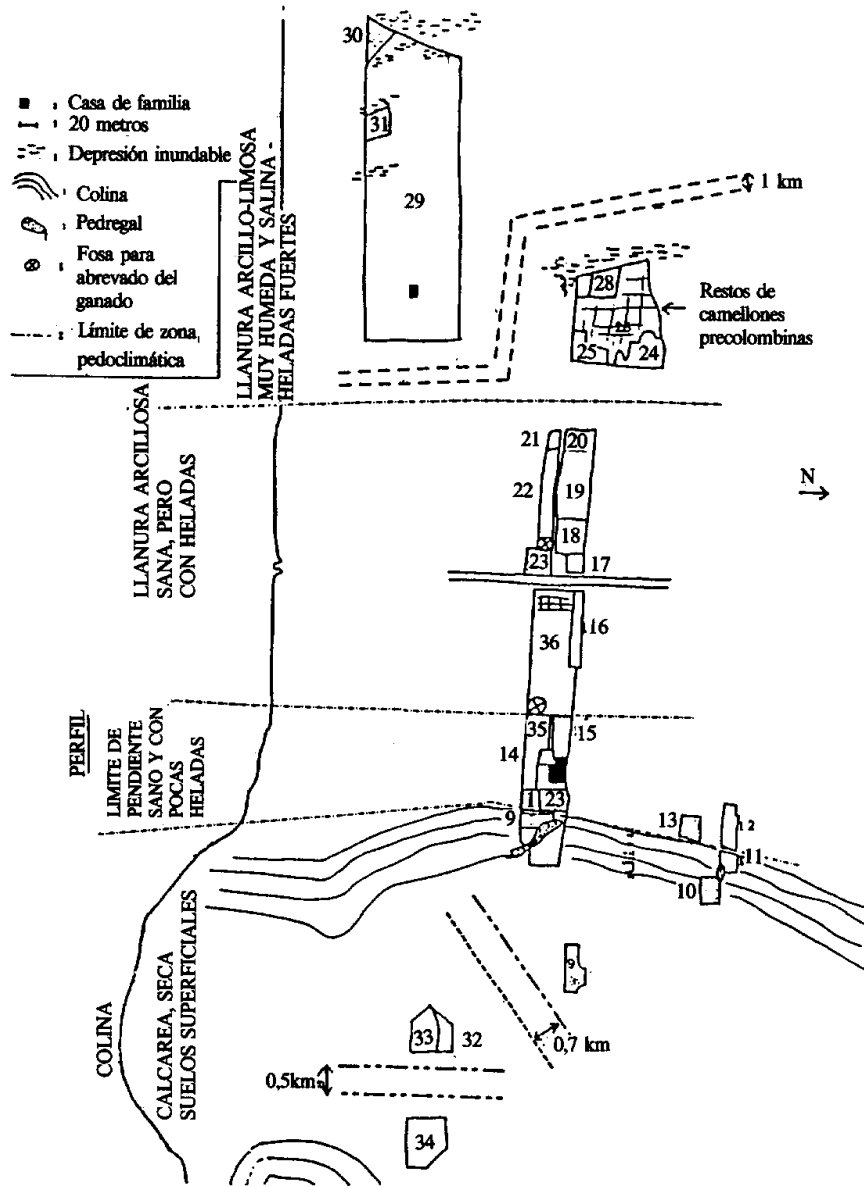 Casa de familia
20 metros
Depresión inundable
Colina
Pedregal
Fosa para
abrevado del
ganado
Límite de zona
pedoclimática
30
31
29
LLANURA ARCILLO-LIMOSA
MUY HUMEDA Y SALINA -
HELADAS FUERTES
1 km
28
25
24
Restos de
camellones
precolombinas
LLANURA ARCILLOSA
SANA, PERO
CON HELADAS
21
20
22
19
18
23
17
N
16
36
PERFIL
LIMITE DE
PENDIENTE
SANO Y CON
POCAS
HELADAS
35
15
14
1
23
9
13
12
11
10
COLINA
CALCAREA, SECA
SUELOS SUPERFICIALES
9
33
32
0,7 km
0,5km
34